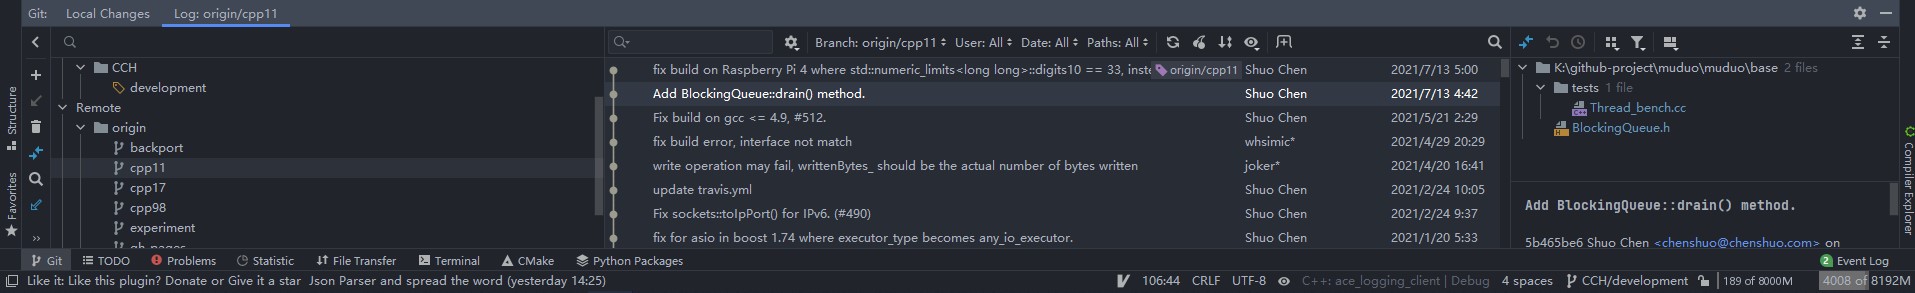 Git: Local Changes Log: origin/cpp11
Branch: origin/cpp11 User: All Date: All Paths: All
CCH
development
Remote
origin
backport
cpp11
cpp17
cpp98
experiment
gh-pages
fix build on Raspberry Pi 4 where std::numeric_limits<long long>::digits10 == 33, inste origin/cpp11 Shuo Chen 2021/7/13 5:00
Add BlockingQueue::drain() method. Shuo Chen 2021/7/13 4:42
Fix build on gcc <= 4.9, #512. Shuo Chen 2021/5/21 2:29
fix build error, interface not match whsimic* 2021/4/29 20:29
write operation may fail, writtenBytes_ should be the actual number of bytes written joker* 2021/4/20 16:41
update travis.yml Shuo Chen 2021/2/24 10:05
Fix sockets::toIpPort() for IPv6. (#490) Shuo Chen 2021/2/24 9:37
fix for asio in boost 1.74 where executor_type becomes any_io_executor. Shuo Chen 2021/1/20 5:33
K:\github-project\muduo\muduo\base 2 files
tests 1 file
Thread_bench.cc
BlockingQueue.h
Add BlockingQueue::drain() method.
5b465be6 Shuo Chen <chenshuo@chenshuo.com> on
Structure
Favorites
Compiler Explorer
Git TODO Problems Statistic File Transfer Terminal CMake Python Packages 2 Event Log
Like it: Like this plugin? Donate or Give it a star Json Parser and spread the word (yesterday 14:25) 106:44 CRLF UTF-8 C++: ace_logging_client | Debug 4 spaces CCH/development 189 of 8000M 4008 of 8192M